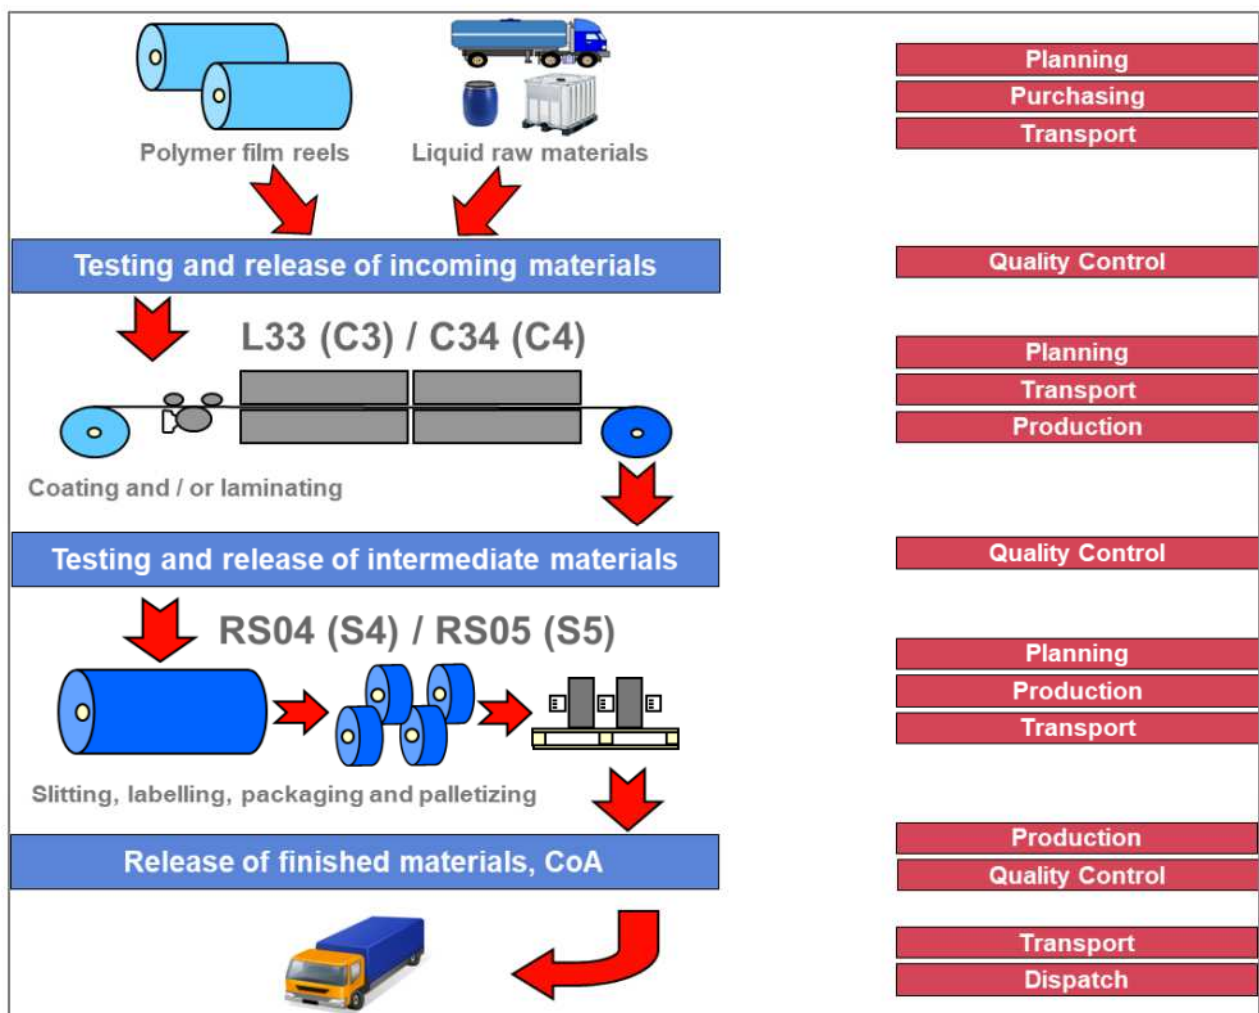 Polymer film reels
Liquid raw materials
Planning
Purchasing
Transport
Testing and release of incoming materials
Quality Control
L33 (C3) / C34 (C4)
Planning
Transport
Production
Coating and / or laminating
Testing and release of intermediate materials
Quality Control
RS04 (S4) / RS05 (S5)
Planning
Production
Transport
Slitting, labelling, packaging and palletizing
Release of finished materials, CoA
Production
Quality Control
Transport
Dispatch